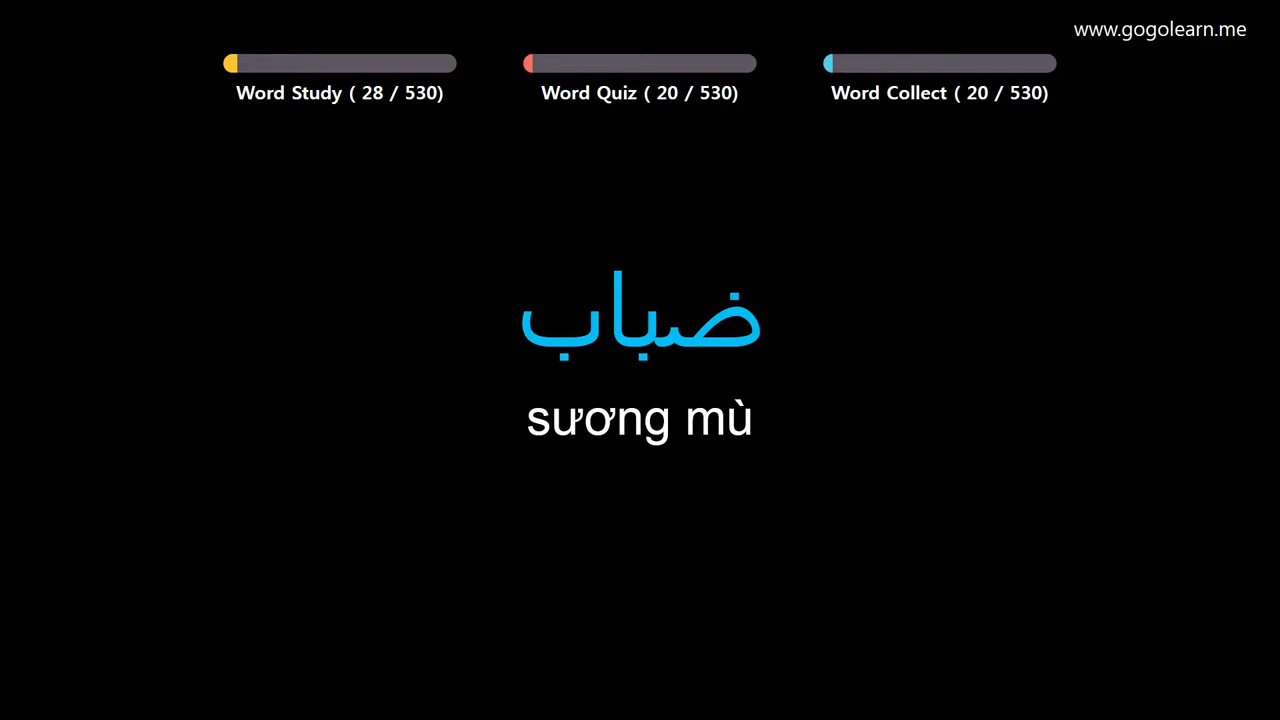 www.gogolearn.me
Word Study ( 28 / 530)
Word Quiz ( 20 / 530)
Word Collect ( 20 / 530)
ضباب
sương mù